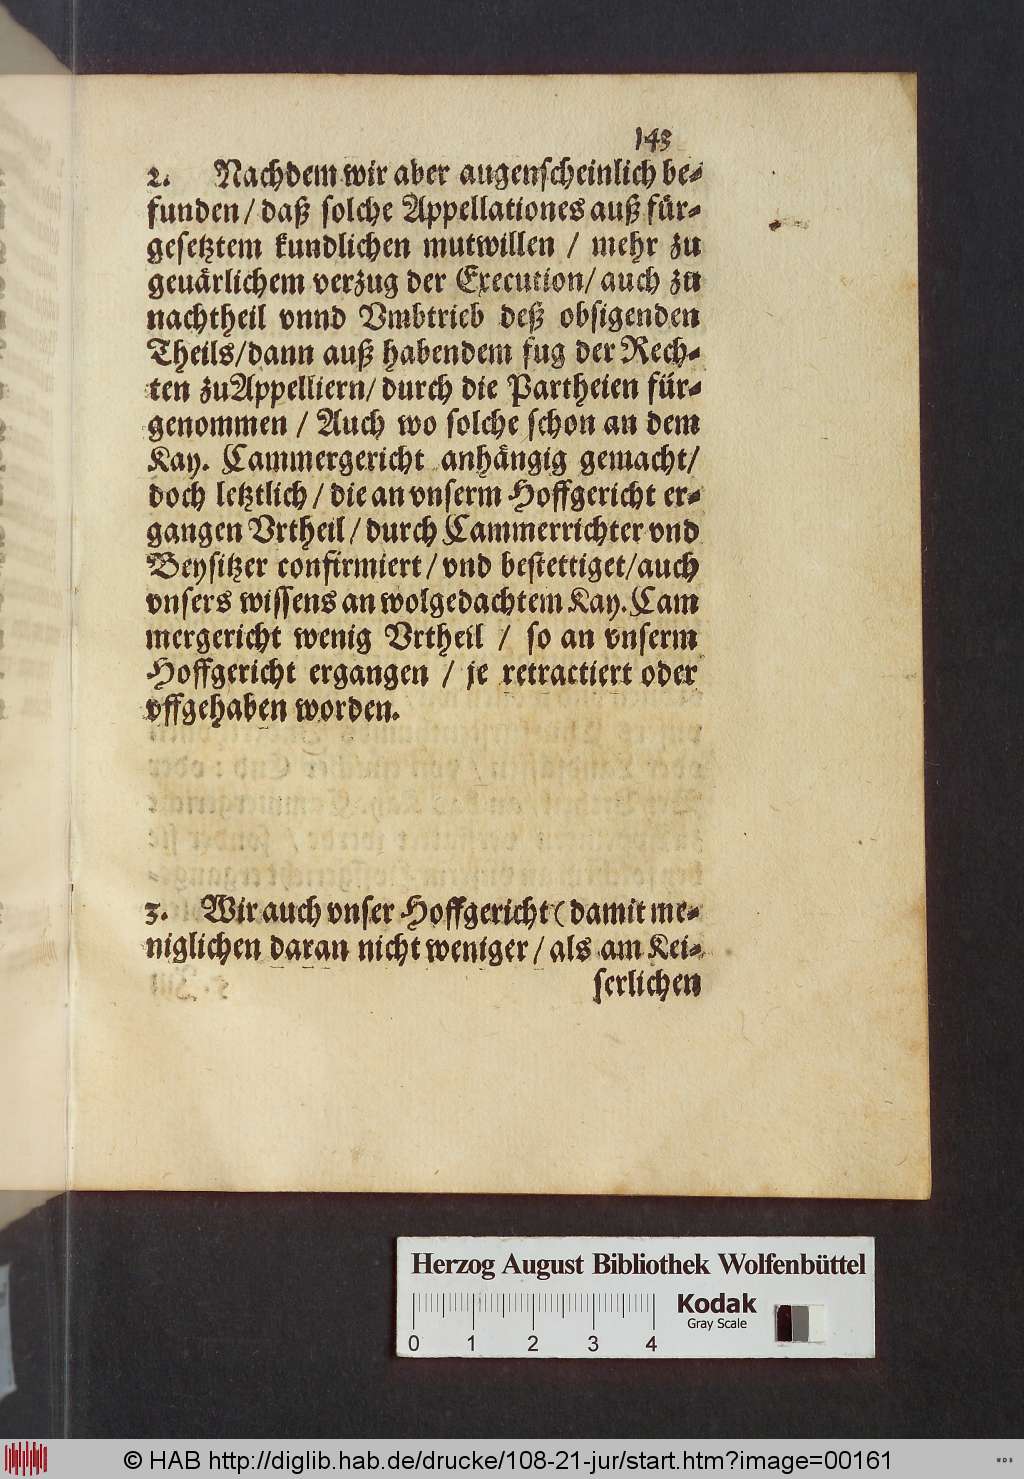 143
2. Nachdem wir aber augenscheinlich be-
funden / daß solche Appellationes auß für-
gesetztem kundlichen mutwillen / mehr zu
geuärlichem verzug der Execution / auch zu
nachtheil vnnd Vmbtrieb deß obsigenden
Theils / dann auß habendem fug der Rech-
ten zu Appelliern / durch die Partheien für-
genommen / Auch wo solche schon an dem
Kay. Cammergericht anhängig gemacht /
doch letztlich / die an vnserm Hoffgericht er-
gangen Vrtheil / durch Cammerrichter vnd
Beysitzer confirmiert / vnd bestettiget / auch
vnsers wissens an wolgedachtem Kay. Cam
mergericht wenig Vrtheil / so an vnserm
Hoffgericht ergangen / je retractiert oder
vffgehaben worden.
3. Wir auch vnser Hoffgericht ( damit me-
niglichen daran nicht weniger / als am Kei-
serlichen
Herzog August Bibliothek Wolfenbüttel
Kodak
Gray Scale
0 1 2 3 4
© HAB http://diglib.hab.de/drucke/108-21-jur/start.htm?image=00161